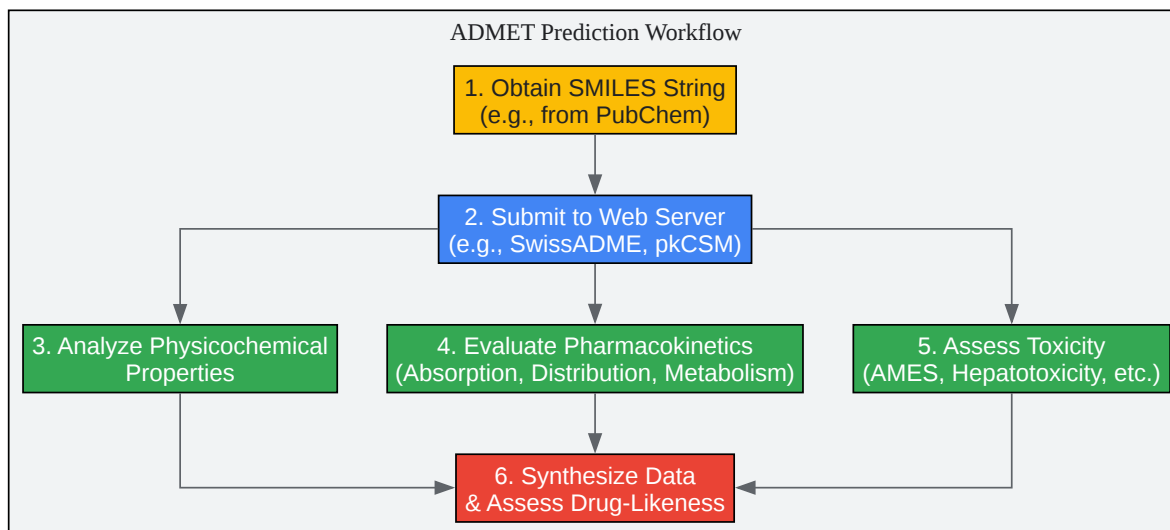 ADMET Prediction Workflow
1. Obtain SMILES String
(e.g., from PubChem)
2. Submit to Web Server
(e.g., SwissADME, pkCSM)
3. Analyze Physicochemical
Properties
4. Evaluate Pharmacokinetics
(Absorption, Distribution, Metabolism)
5. Assess Toxicity
(AMES, Hepatotoxicity, etc.)
6. Synthesize Data
& Assess Drug-Likeness